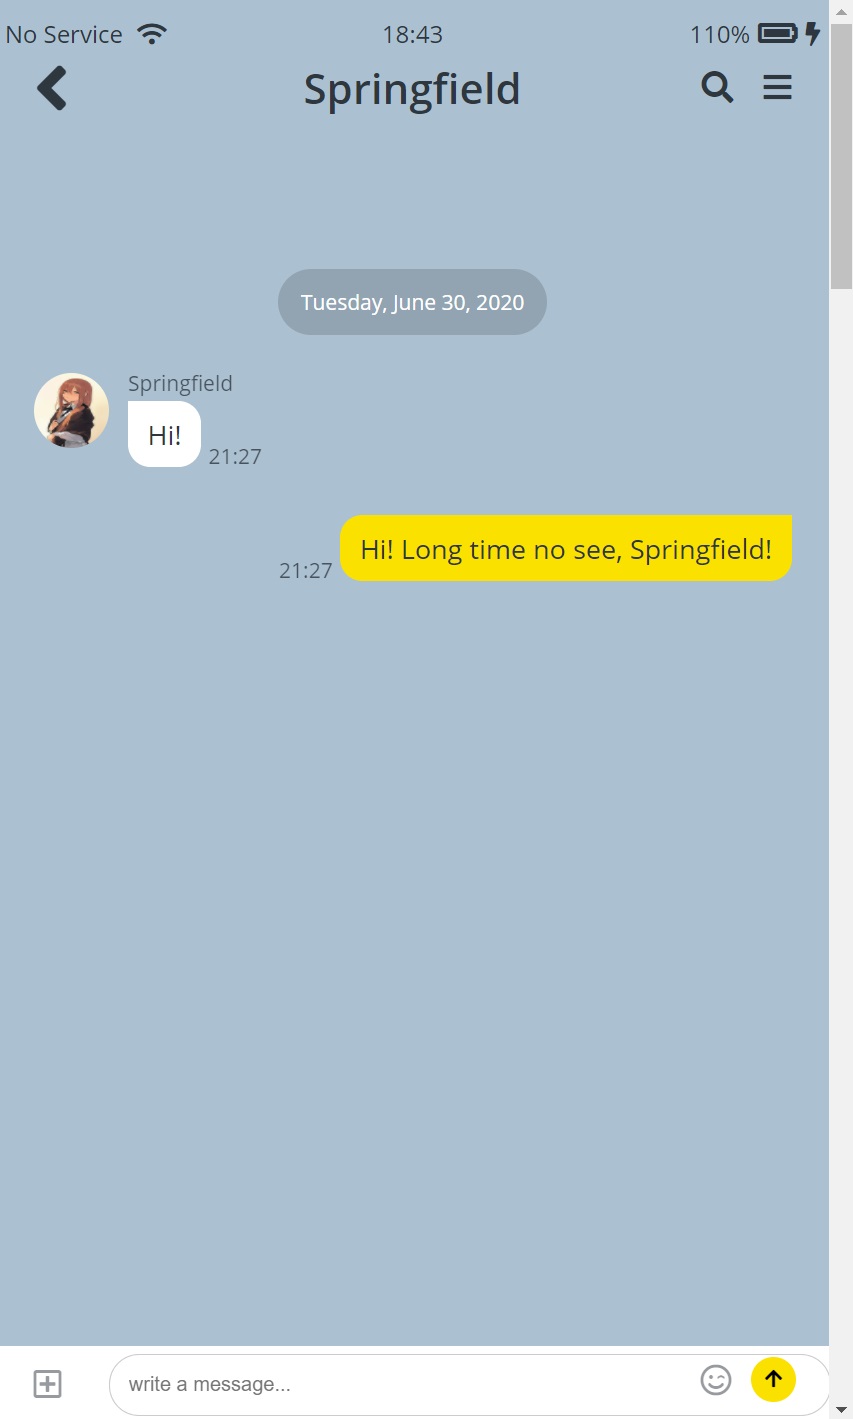 No Service 18:43 110%
Springfield
Tuesday, June 30, 2020
Springfield
Hi!
21:27
Hi! Long time no see, Springfield!
21:27
write a message...